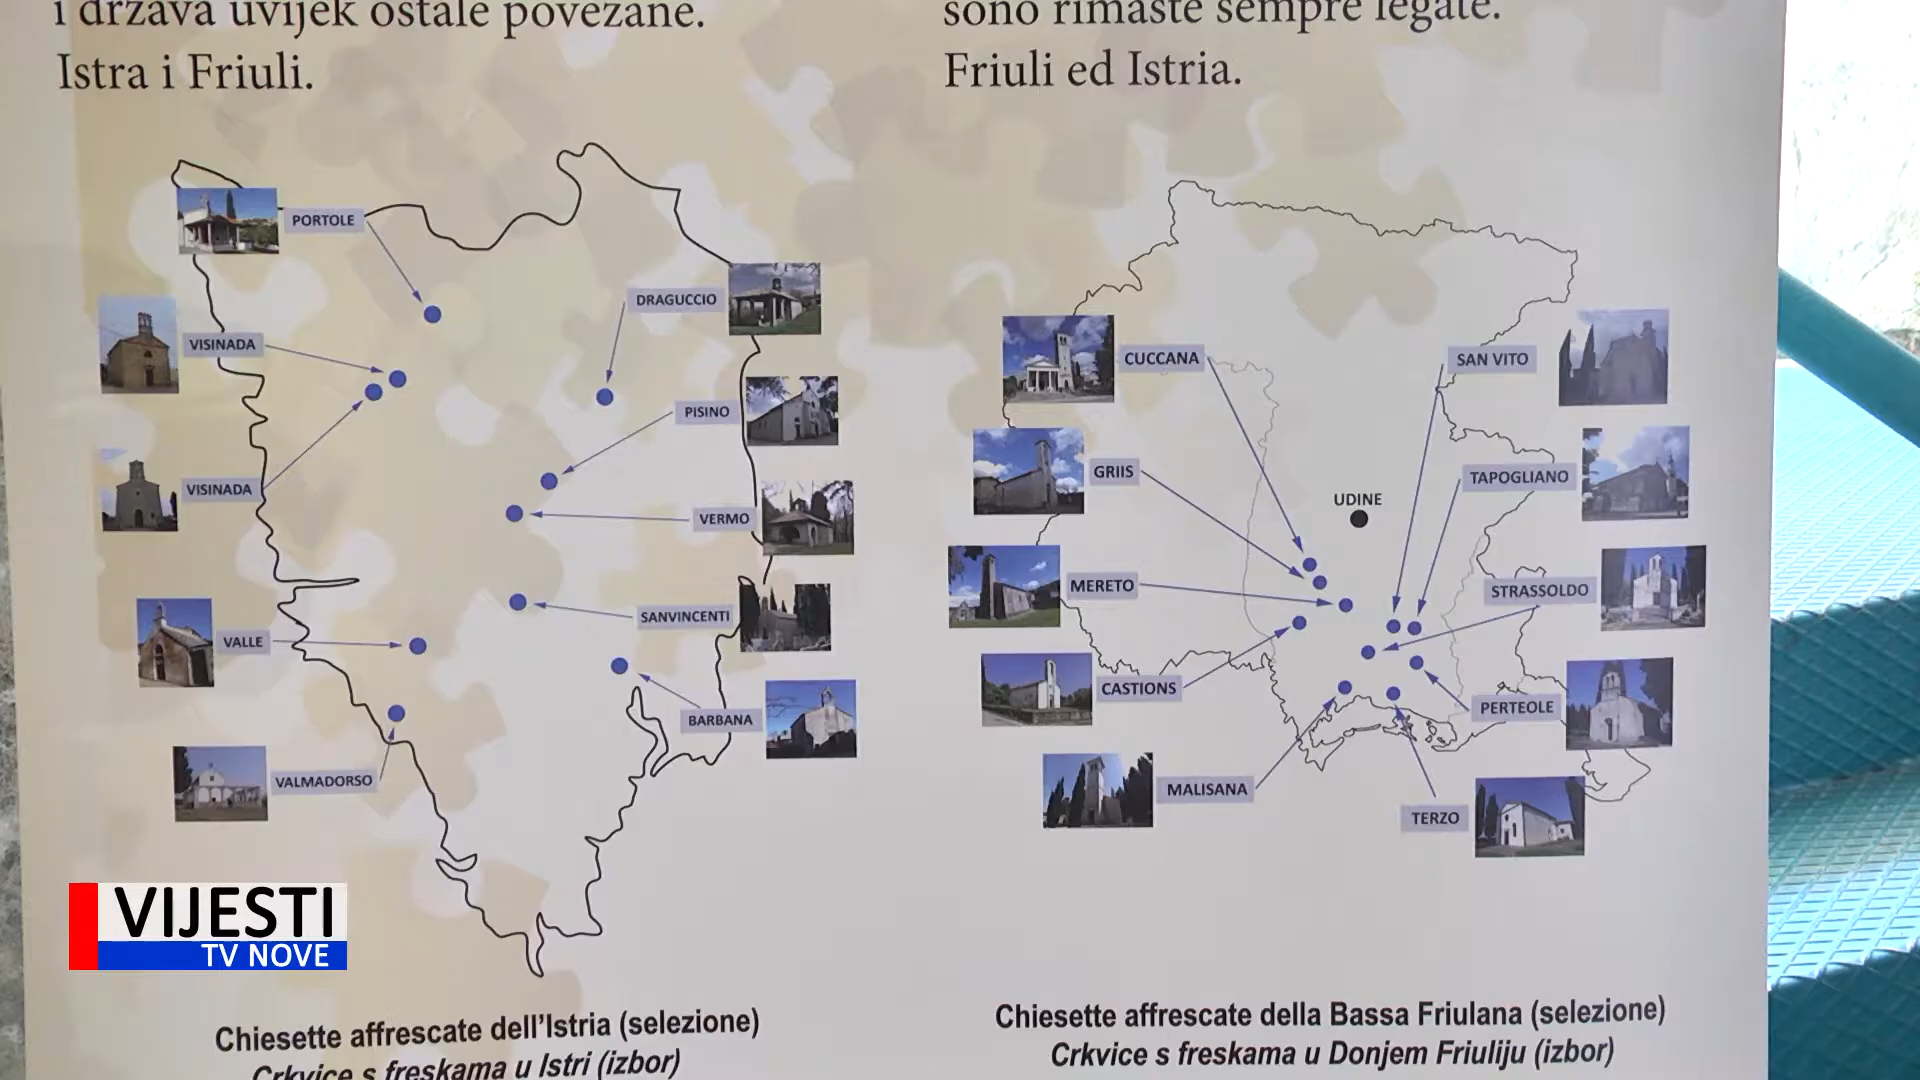 i država uvijek ostale povezane.
Istra i Friuli.
sono rimaste sempre legate.
Friuli ed Istria.
PORTOLE
VISINADA
VISINADA
VALLE
VALMADORSO
DRAGUCCIO
PISINO
VERMO
SANVINCENTI
BARBANA
Chiesette affrescate dell'Istria (selezione)
Crkvice s freskama u Istri (izbor)
CUCCANA
GRIIS
MERETO
CASTIONS
MALISANA
UDINE
SAN VITO
TAPOGLIANO
STRASSOLDO
PERTEOLE
TERZO
Chiesette affrescate della Bassa Friulana (selezione)
Crkvice s freskama u Donjem Friuliju (izbor)
VIJESTI
TV NOVE